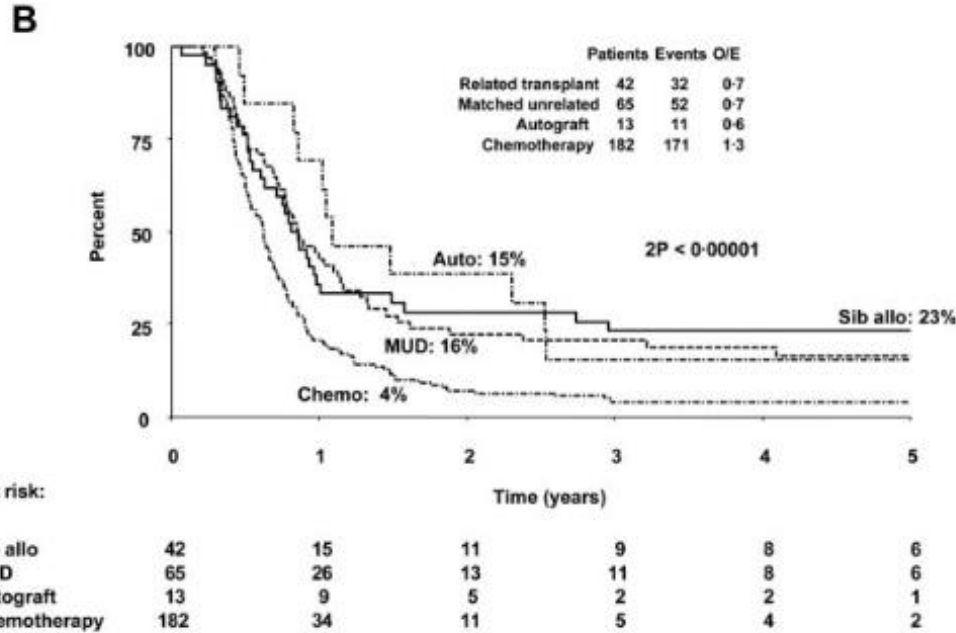 B
Patients Events O/E
Related transplant 42 32 0·7
Matched unrelated 65 52 0·7
Autograft 13 11 0·6
Chemotherapy 182 171 1·3
100
75
50
25
0
Percent
2P < 0·00001
Auto: 15%
Sib allo: 23%
MUD: 16%
Chemo: 4%
0 1 2 3 4 5
Time (years)
risk:
allo 42 15 11 9 8 6
D 65 26 13 11 8 6
tograft 13 9 5 2 2 1
emotherapy 182 34 11 5 4 2